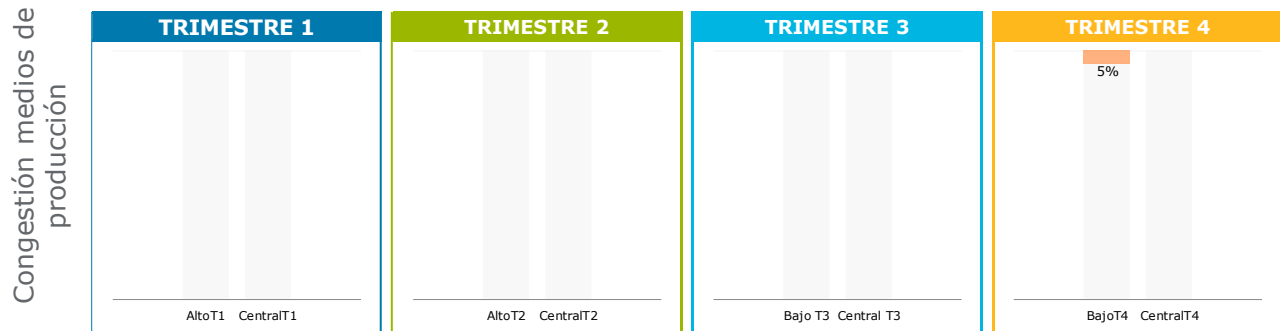 Congestión medios de
producción
TRIMESTRE 1
AltoT1 CentralT1
TRIMESTRE 2
AltoT2 CentralT2
TRIMESTRE 3
Bajo T3 Central T3
TRIMESTRE 4
5%
BajoT4 CentralT4